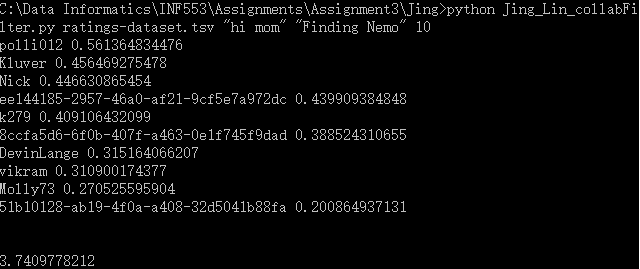 C:\Data Informatics\INF553\Assignments\Assignment3\Jing>python Jing_Lin_collabFi
lter.py ratings-dataset.tsv "hi mom" "Finding Nemo" 10
polli012 0.561364834476
Kluver 0.456469275478
Nick 0.446630865454
ee144185-2957-46a0-af21-9cf5e7a972dc 0.439909384848
k279 0.409106432099
8ccfa5d6-6f0b-407f-a463-0e1f745f9dad 0.388524310655
DevinLange 0.315164066207
vikram 0.310900174377
Molly73 0.270525595904
51b10128-ab19-4f0a-a408-32d5041b88fa 0.200864937131
3.7409778212